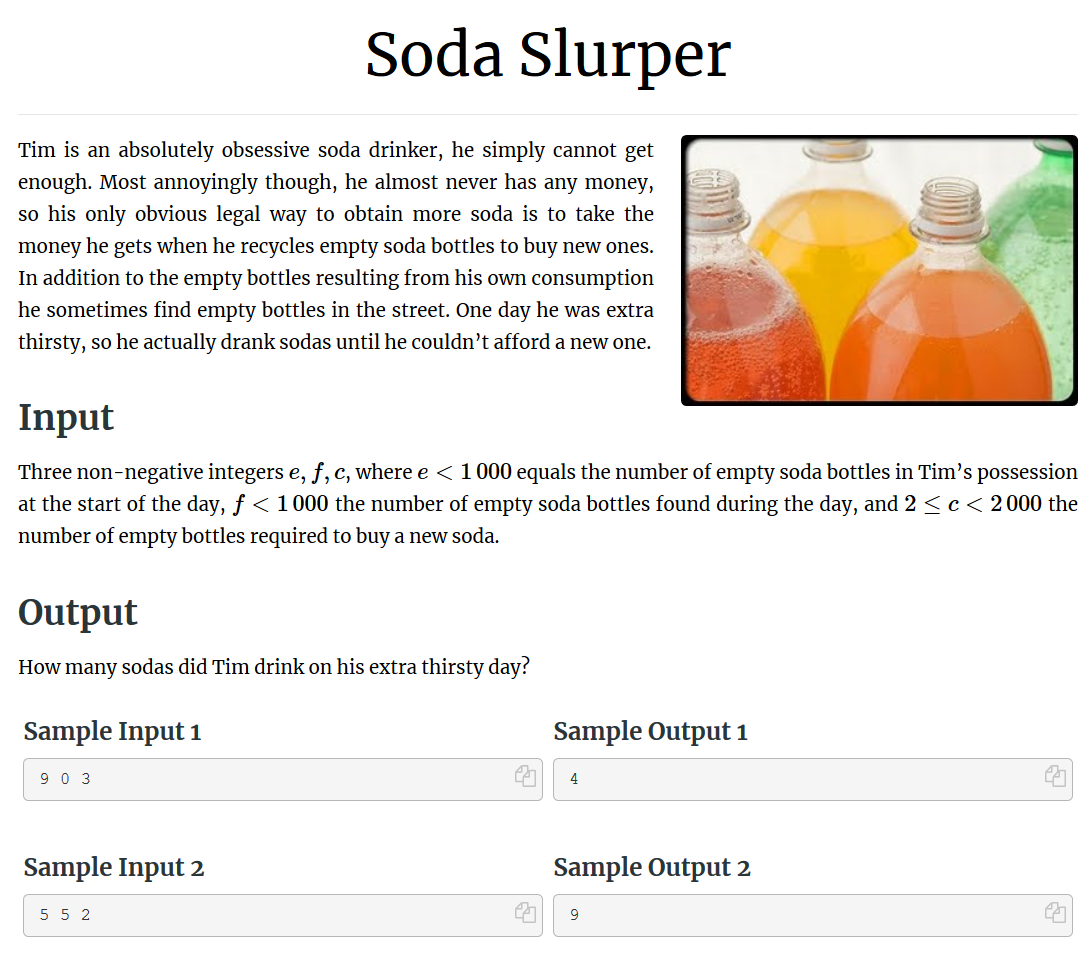 Soda Slurper
Tim is an absolutely obsessive soda drinker, he simply cannot get
enough. Most annoyingly though, he almost never has any money,
so his only obvious legal way to obtain more soda is to take the
money he gets when he recycles empty soda bottles to buy new ones.
In addition to the empty bottles resulting from his own consumption
he sometimes find empty bottles in the street. One day he was extra
thirsty, so he actually drank sodas until he couldn’t afford a new one.
Input
Three non-negative integers e, f, c, where e < 1 000 equals the number of empty soda bottles in Tim’s possession
at the start of the day, f < 1 000 the number of empty soda bottles found during the day, and 2 ≤ c < 2 000 the
number of empty bottles required to buy a new soda.
Output
How many sodas did Tim drink on his extra thirsty day?
Sample Input 1
Sample Output 1
9 0 3
4
Sample Input 2
Sample Output 2
5 5 2
9